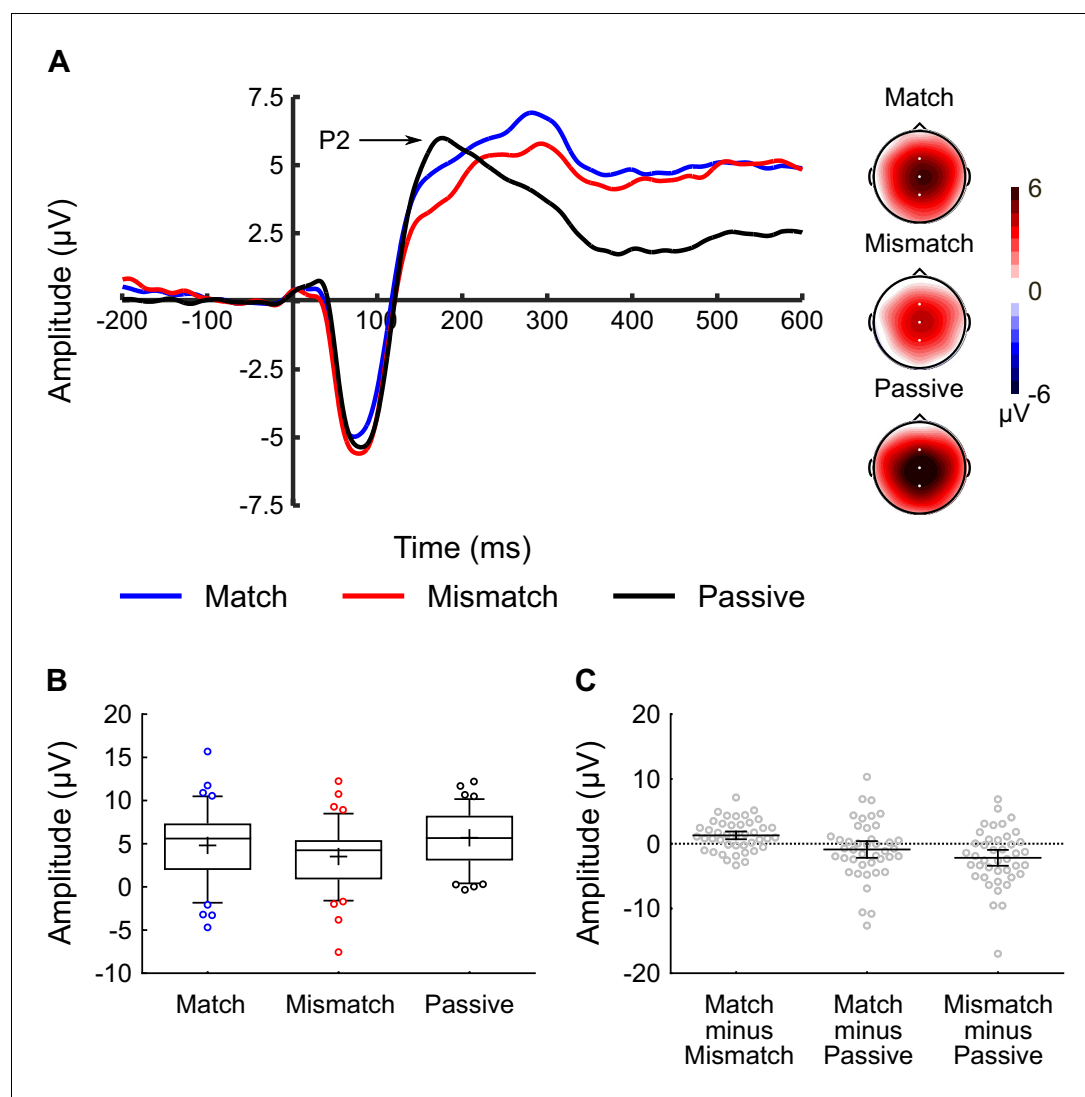 A
7.5
5
2.5
-2.5
-5
-7.5
Amplitude (µV)
P2
-200 -100 100 200 300 400 500 600
Time (ms)
Match Mismatch Passive
Match
Mismatch
Passive
6
0
-6
µV
B
20
15
10
5
0
-5
-10
Amplitude (µV)
Match Mismatch Passive
C
20
10
0
-10
-20
Amplitude (µV)
Match Match Mismatch
minus minus minus
Mismatch Passive Passive